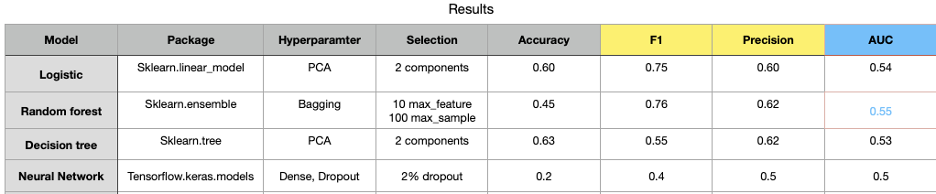 Results
Model Package Hyperparamter Selection Accuracy F1 Precision AUC
Logistic Sklearn.linear_model PCA 2 components 0.60 0.75 0.60 0.54
Random forest Sklearn.ensemble Bagging 10 max_feature 0.45 0.76 0.62 0.55
100 max_sample
Decision tree Sklearn.tree PCA 2 components 0.63 0.55 0.62 0.53
Neural Network Tensorflow.keras.models Dense, Dropout 2% dropout 0.2 0.4 0.5 0.5